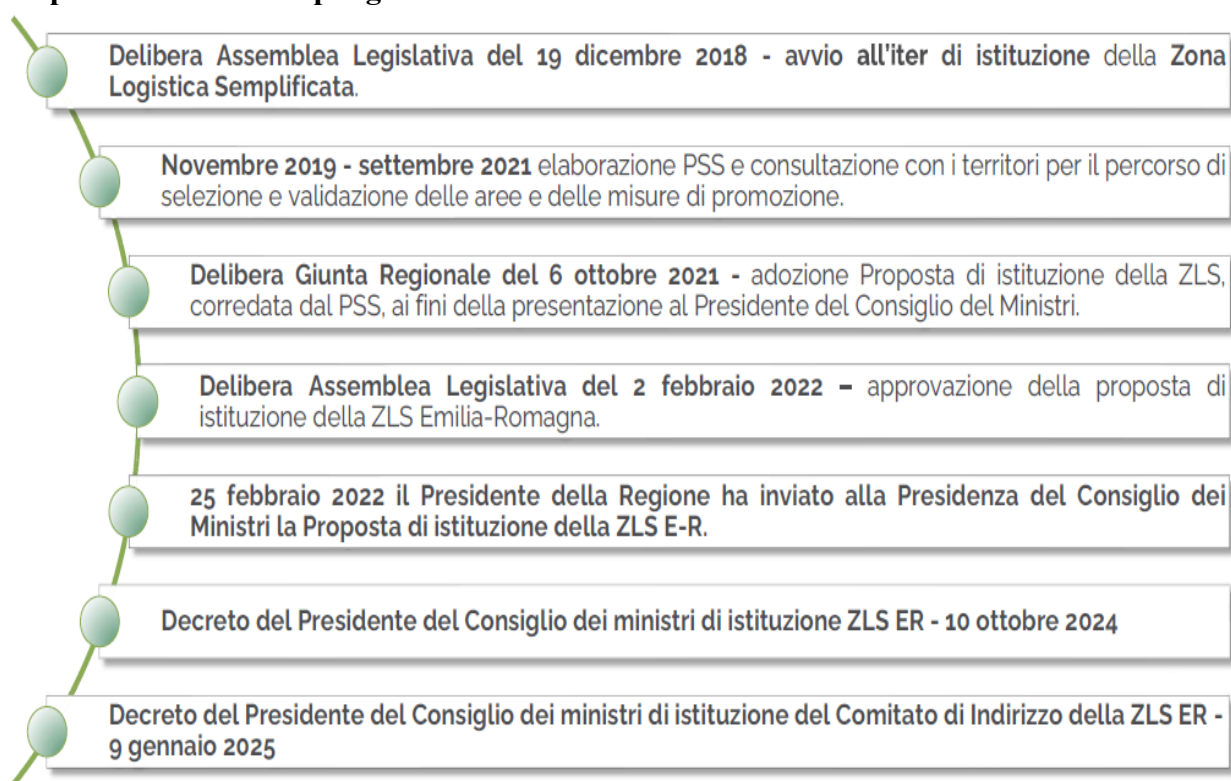 Delibera Assemblea Legislativa del 19 dicembre 2018 - avvio all'iter di istituzione della Zona
Logistica Semplificata.
Novembre 2019 - settembre 2021 elaborazione PSS e consultazione con i territori per il percorso di
selezione e validazione delle aree e delle misure di promozione.
Delibera Giunta Regionale del 6 ottobre 2021 - adozione Proposta di istituzione della ZLS,
corredata dal PSS, ai fini della presentazione al Presidente del Consiglio del Ministri.
Delibera Assemblea Legislativa del 2 febbraio 2022 – approvazione della proposta di
istituzione della ZLS Emilia-Romagna.
25 febbraio 2022 il Presidente della Regione ha inviato alla Presidenza del Consiglio dei
Ministri la Proposta di istituzione della ZLS E-R.
Decreto del Presidente del Consiglio dei ministri di istituzione ZLS ER - 10 ottobre 2024
Decreto del Presidente del Consiglio dei ministri di istituzione del Comitato di Indirizzo della ZLS ER -
9 gennaio 2025